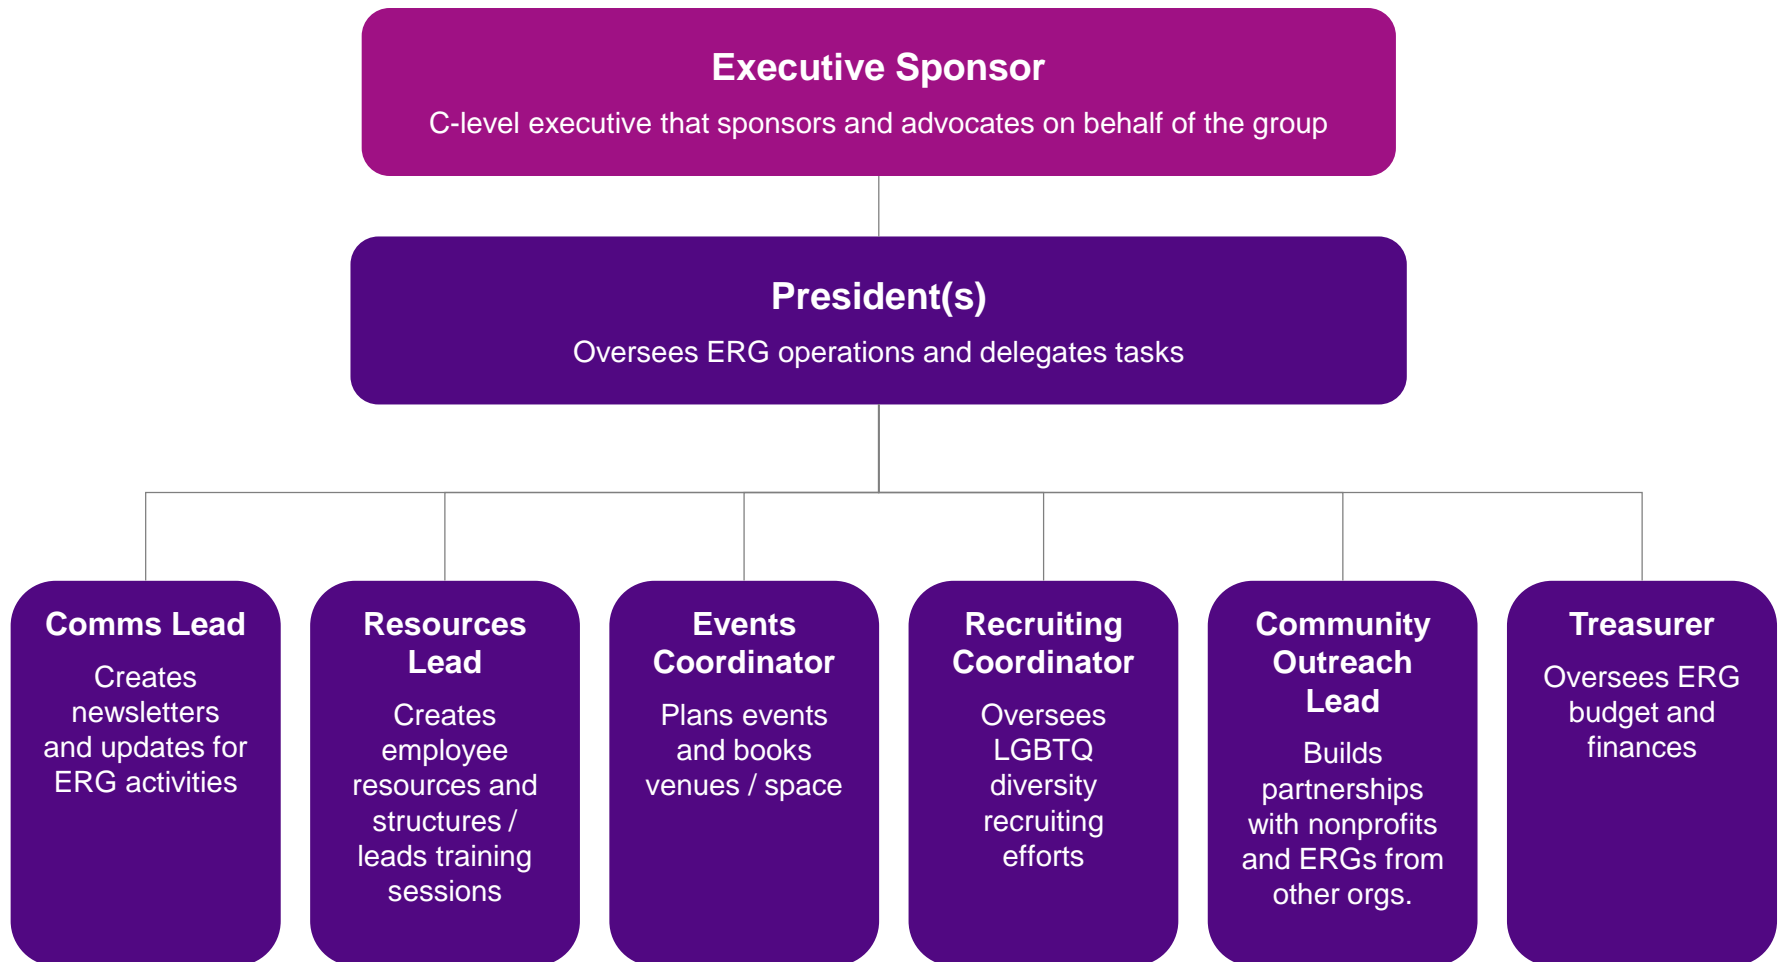 Executive Sponsor
C-level executive that sponsors and advocates on behalf of the group
President(s)
Oversees ERG operations and delegates tasks
Comms Lead
Creates
newsletters
and updates for
ERG activities
Resources
Lead
Creates
employee
resources and
structures /
leads training
sessions
Events
Coordinator
Plans events
and books
venues / space
Recruiting
Coordinator
Oversees
LGBTQ
diversity
recruiting
efforts
Community
Outreach
Lead
Builds
partnerships
with nonprofits
and ERGs from
other orgs.
Treasurer
Oversees ERG
budget and
finances